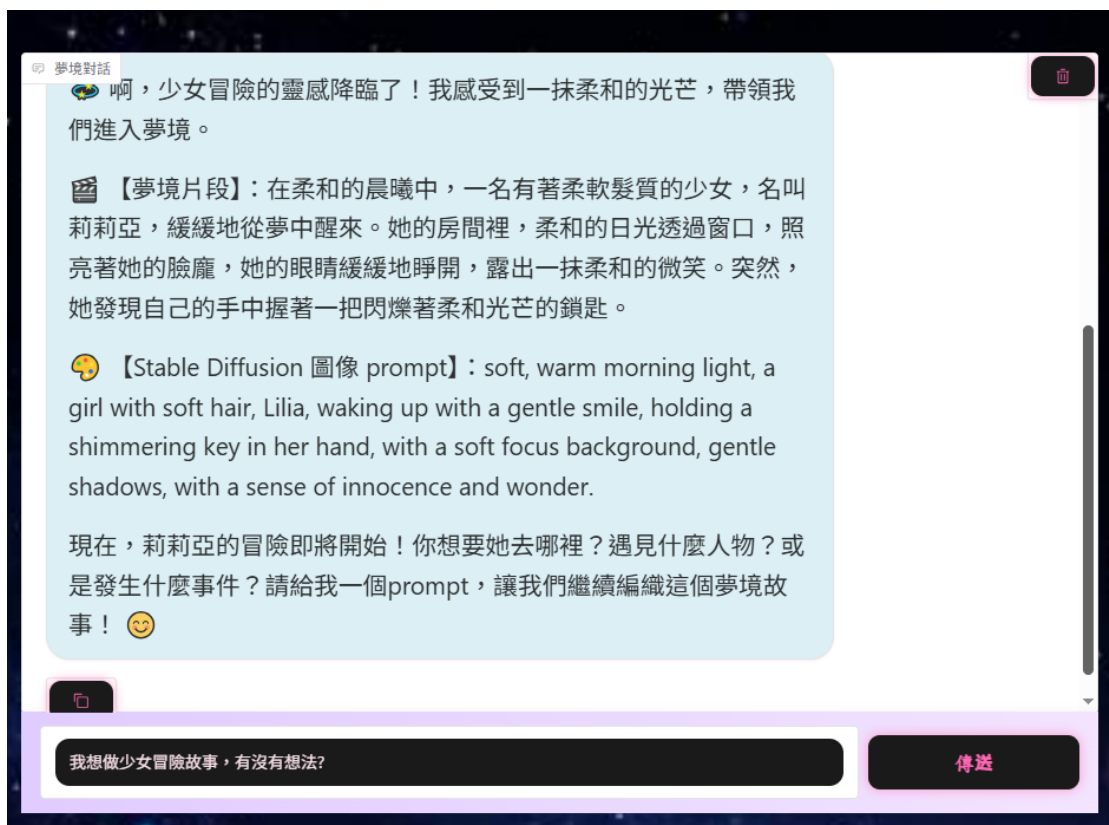 夢境對話
啊，少女冒險的靈感降臨了！我感受到一抹柔和的光芒，帶領我
們進入夢境。
【夢境片段】：在柔和的晨曦中，一名有著柔軟髮質的少女，名叫
莉莉亞，緩緩地從夢中醒來。她的房間裡，柔和的日光透過窗口，照
亮著她的臉龐，她的眼睛緩緩地睜開，露出一抹柔和的微笑。突然，
她發現自己的手中握著一把閃爍著柔和光芒的鎖匙。
【Stable Diffusion 圖像 prompt】：soft, warm morning light, a
girl with soft hair, Lilia, waking up with a gentle smile, holding a
shimmering key in her hand, with a soft focus background, gentle
shadows, with a sense of innocence and wonder.
現在，莉莉亞的冒險即將開始！你想要她去哪裡？遇見什麼人物？或
是發生什麼事件？請給我一個prompt，讓我們繼續編織這個夢境故
事！
我想做少女冒險故事，有沒有想法?
傳送